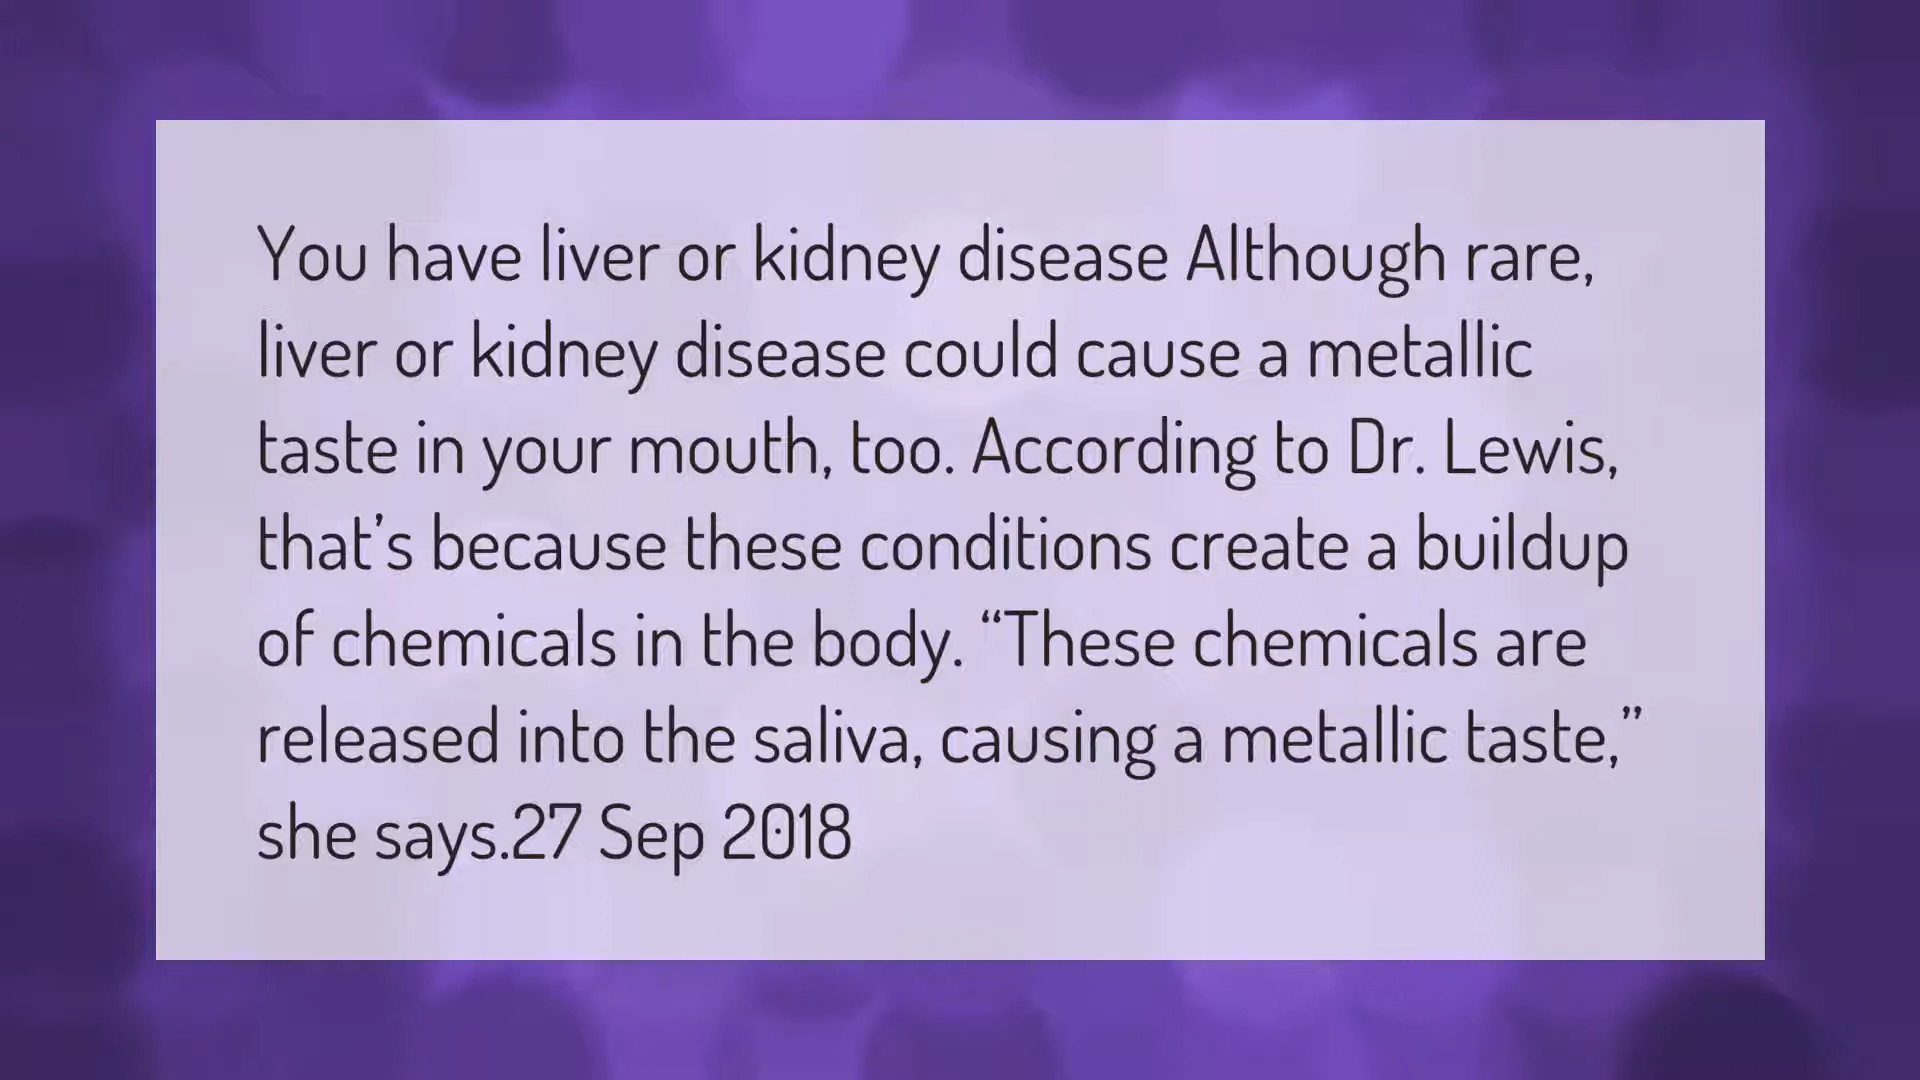 You have liver or kidney disease Although rare,
liver or kidney disease could cause a metallic
taste in your mouth, too. According to Dr. Lewis,
that’s because these conditions create a buildup
of chemicals in the body. “These chemicals are
released into the saliva, causing a metallic taste,”
she says.27 Sep 2018